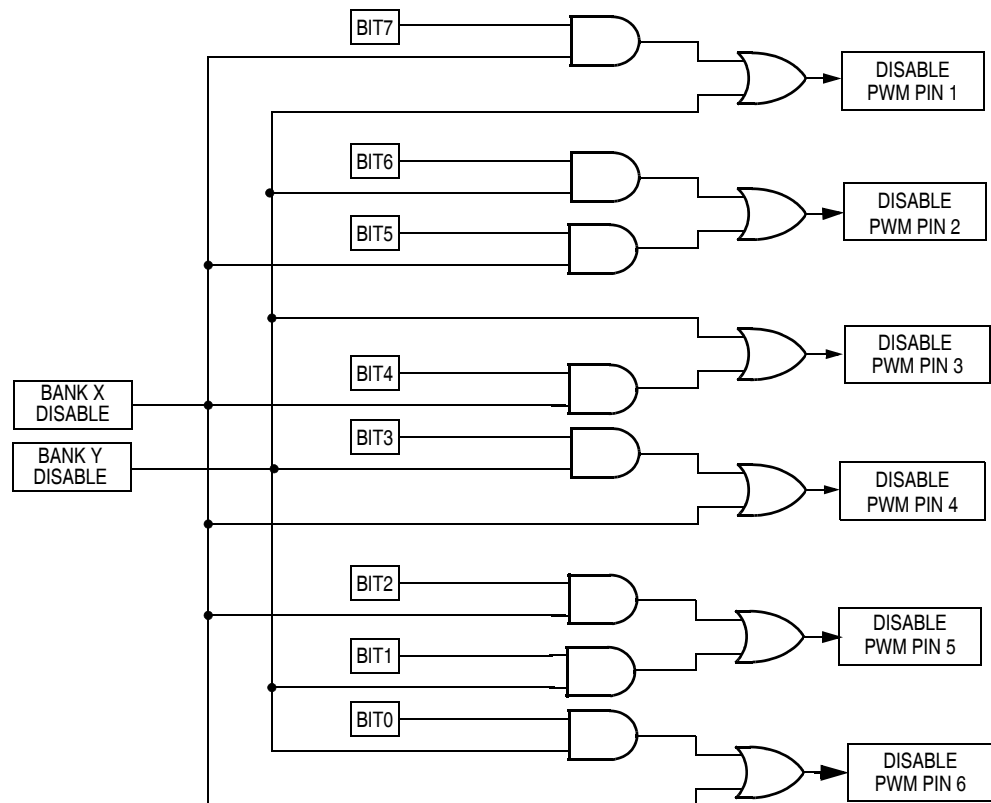 BIT7
DISABLE
PWM PIN 1
BIT6
DISABLE
PWM PIN 2
BIT5
DISABLE
PWM PIN 3
BIT4
BANK X
DISABLE
BIT3
BANK Y
DISABLE
DISABLE
PWM PIN 4
BIT2
DISABLE
PWM PIN 5
BIT1
BIT0
DISABLE
PWM PIN 6